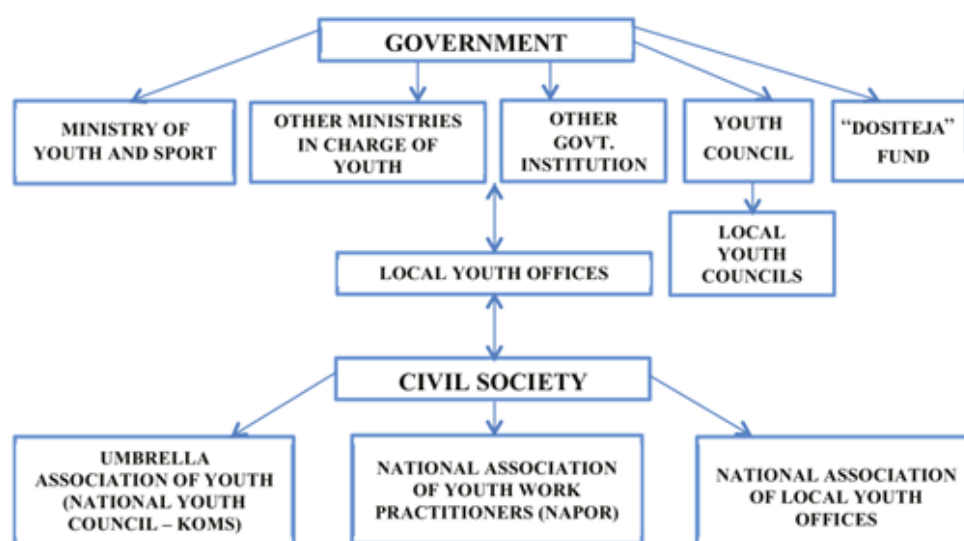 GOVERNMENT
MINISTRY OF
YOUTH AND SPORT
OTHER MINISTRIES
IN CHARGE OF
YOUTH
OTHER
GOVT.
INSTITUTION
YOUTH
COUNCIL
“DOSITEJA”
FUND
LOCAL
YOUTH
COUNCILS
LOCAL YOUTH OFFICES
CIVIL SOCIETY
UMBRELLA
ASSOCIATION OF YOUTH
(NATIONAL YOUTH
COUNCIL – KOMS)
NATIONAL ASSOCIATION
OF YOUTH WORK
PRACTITIONERS (NAPOR)
NATIONAL ASSOCIATION
OF LOCAL YOUTH
OFFICES